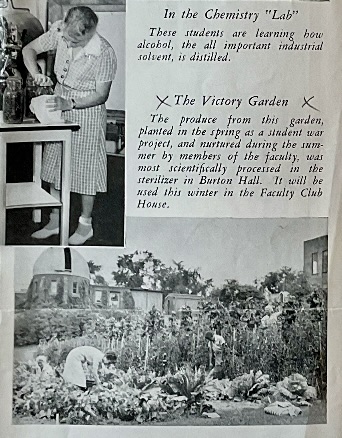 In the Chemistry "Lab"
These students are learning how
alcohol, the all important industrial
solvent, is distilled.
The Victory Garden
The produce from this garden,
planted in the spring as a student war
project, and nurtured during the sum-
mer by members of the faculty, was
most scientifically processed in the
sterilizer in Burton Hall. It will be
used this winter in the Faculty Club
House.